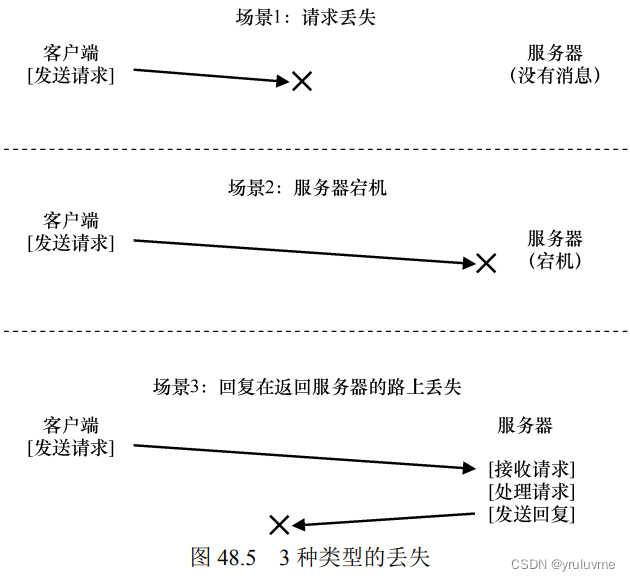 场景1：请求丢失
客户端
[发送请求]
服务器
（没有消息）
场景2：服务器宕机
客户端
[发送请求]
服务器
（宕机）
场景3：回复在返回服务器的路上丢失
客户端
[发送请求]
服务器
[接收请求]
[处理请求]
[发送回复]
图 48.5 3 种类型的丢失
CSDN @yruluvme